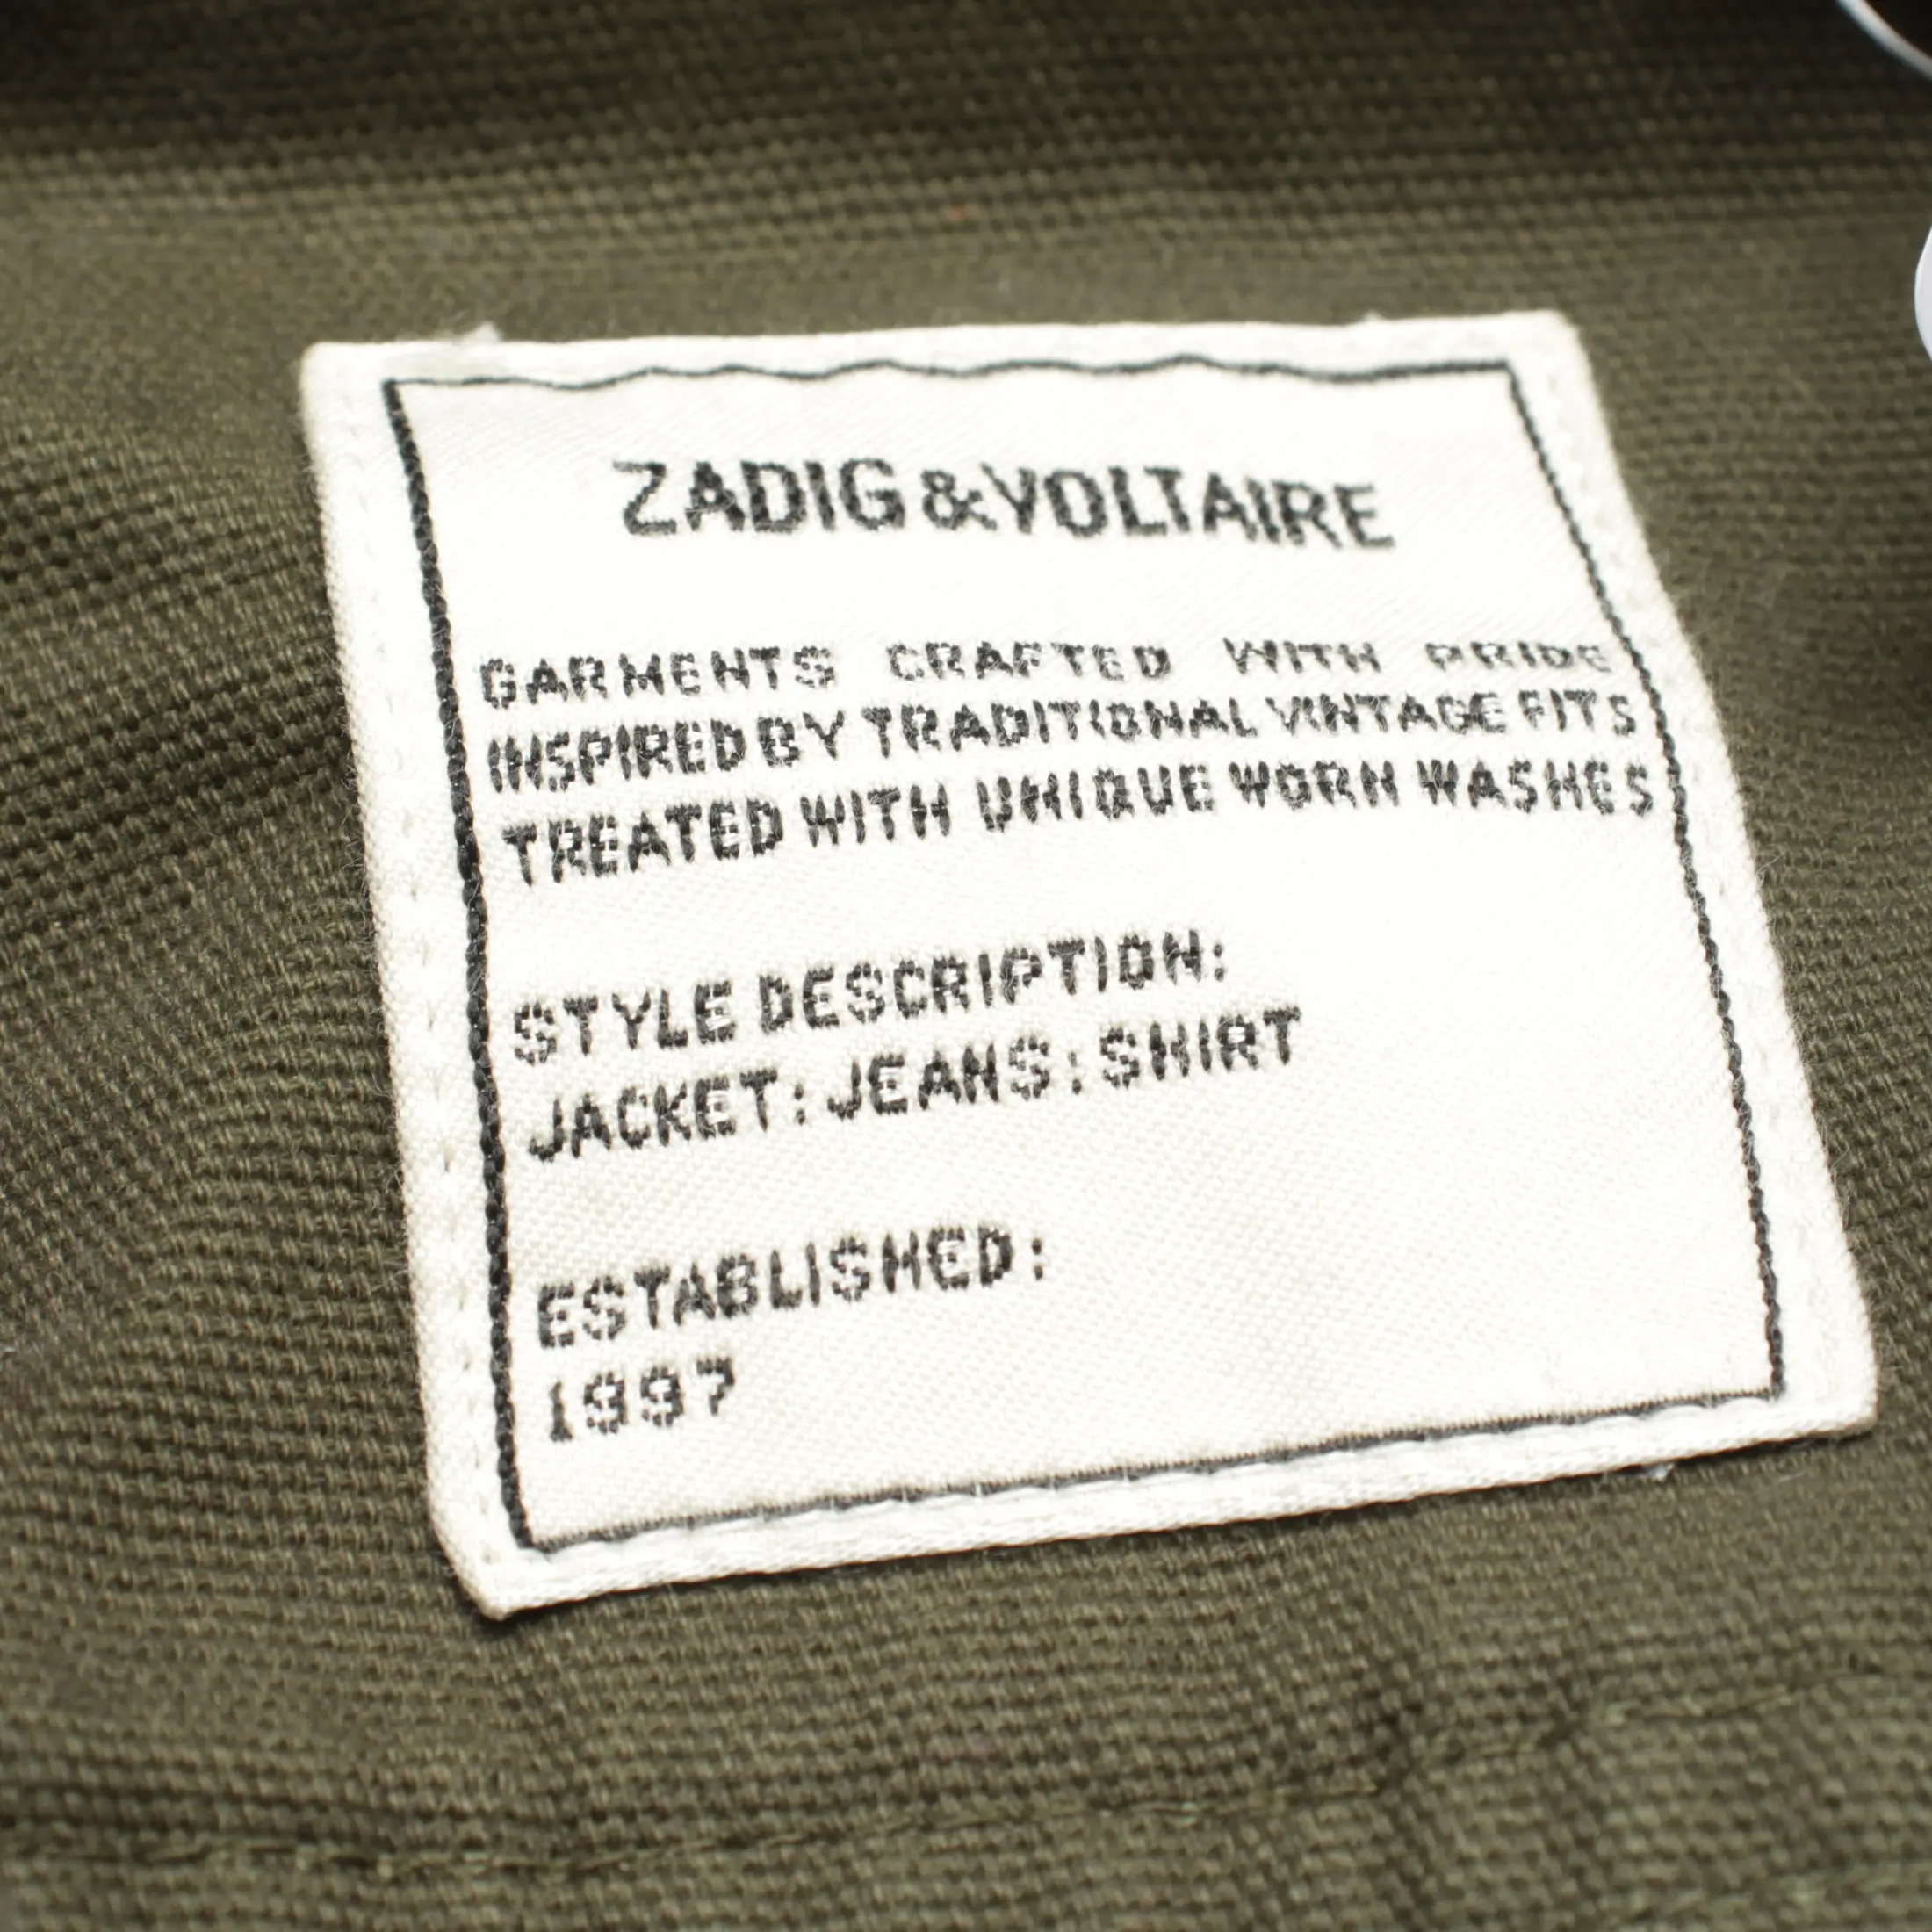 ZADIG & VOLTAIRE
GARMENTS CRAFTED WITH PRIDE
INSPIRED BY TRADITIONAL VINTAGE FITS
TREATED WITH UNIQUE WORN WASHES
STYLE DESCRIPTION:
JACKET: JEANS: SHIRT
ESTABLISHED:
1997